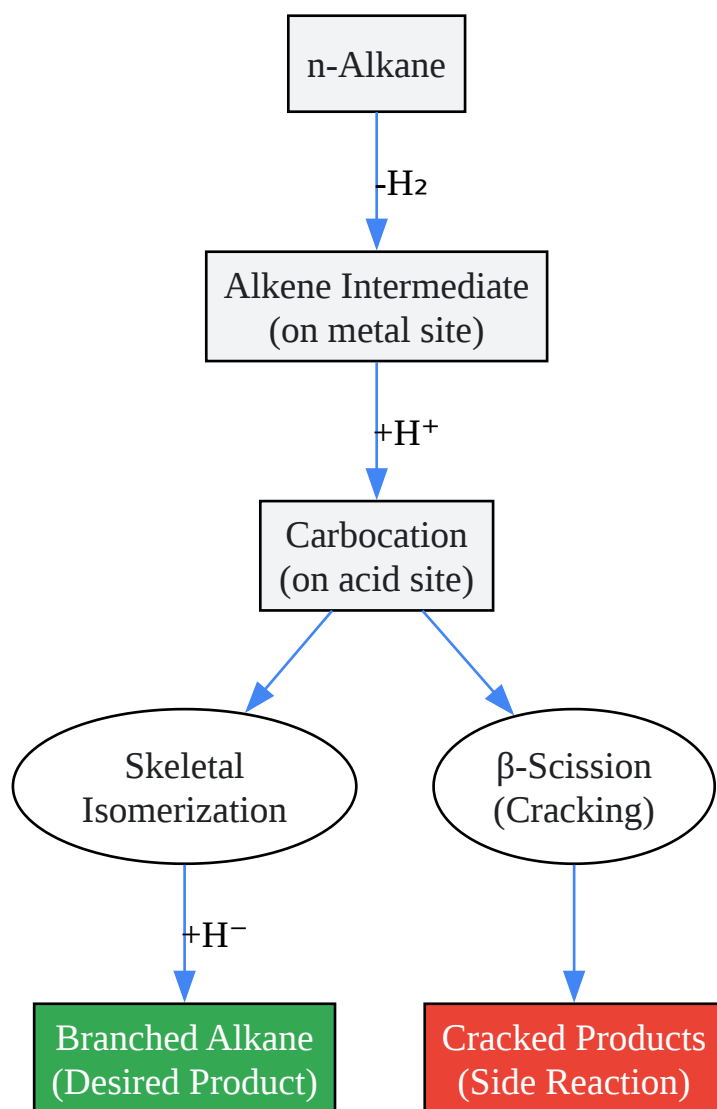 n-Alkane
-H₂
Alkene Intermediate
(on metal site)
+H⁺
Carbocation
(on acid site)
Skeletal
Isomerization
β-Scission
(Cracking)
+H⁻
Branched Alkane
(Desired Product)
Cracked Products
(Side Reaction)